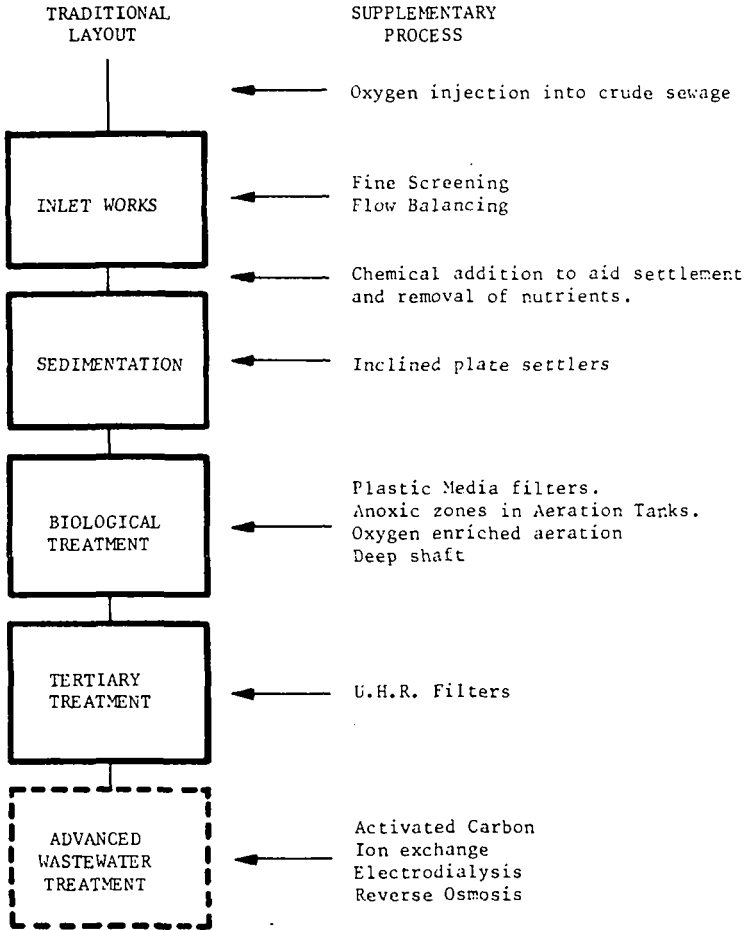 TRADITIONAL
LAYOUT
SUPPLEMENTARY
PROCESS
Oxygen injection into crude sewage
INLET WORKS
Fine Screening
Flow Balancing
Chemical addition to aid settlement
and removal of nutrients.
SEDIMENTATION
Inclined plate settlers
BIOLOGICAL
TREATMENT
Plastic Media filters.
Anoxic zones in Aeration Tanks.
Oxygen enriched aeration
Deep shaft
TERTIARY
TREATMENT
U.H.R. Filters
ADVANCED
WASTEWATER
TREATMENT
Activated Carbon
Ion exchange
Electrodialysis
Reverse Osmosis